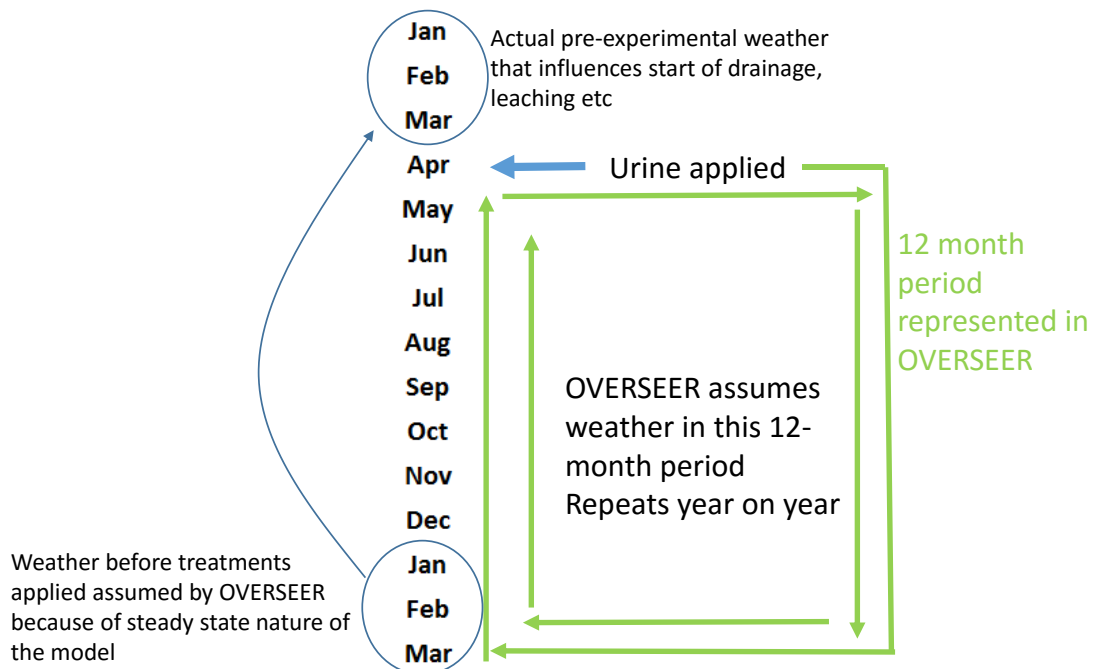 Jan
Feb
Mar
Actual pre-experimental weather
that influences start of drainage,
leaching etc
Apr
Urine applied
May
Jun
Jul
Aug
Sep
Oct
Nov
Dec
Jan
Feb
Mar
12 month
period
represented in
OVERSEER
OVERSEER assumes
weather in this 12-
month period
Repeats year on year
Weather before treatments
applied assumed by OVERSEER
because of steady state nature of
the model